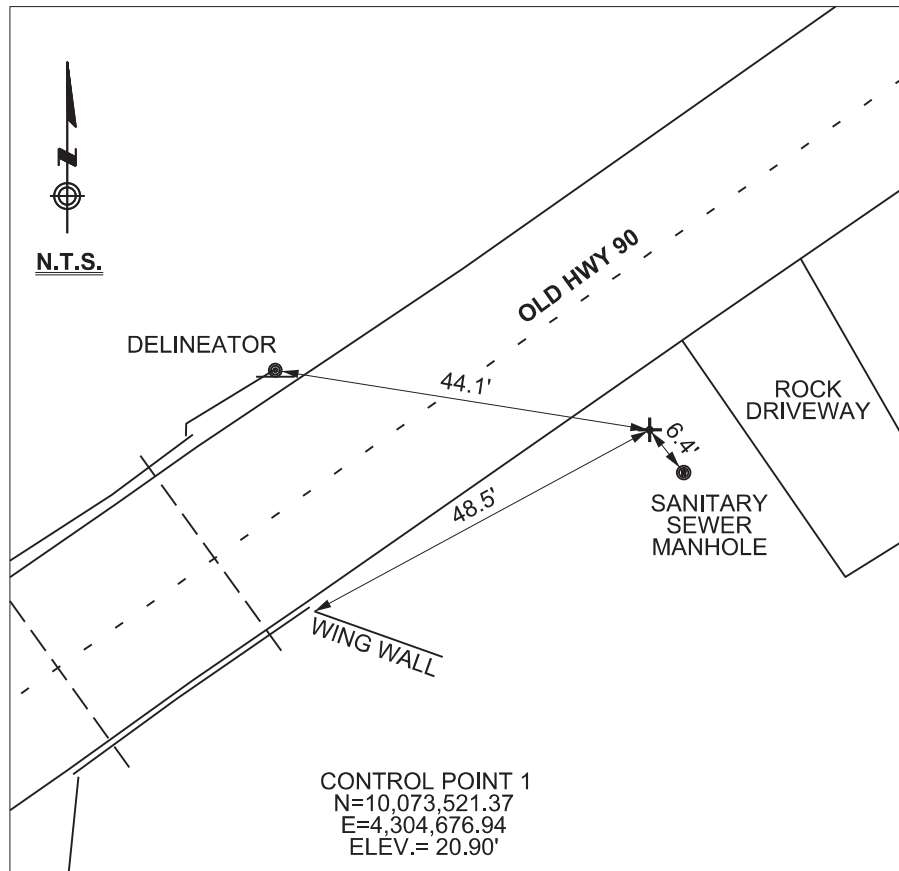 N
N.T.S.
OLD HWY 90
DELINEATOR
44.1'
ROCK
DRIVEWAY
6.4'
48.5'
SANITARY
SEWER
MANHOLE
WING WALL
CONTROL POINT 1
N=10,073,521.37
E=4,304,676.94
ELEV.= 20.90'